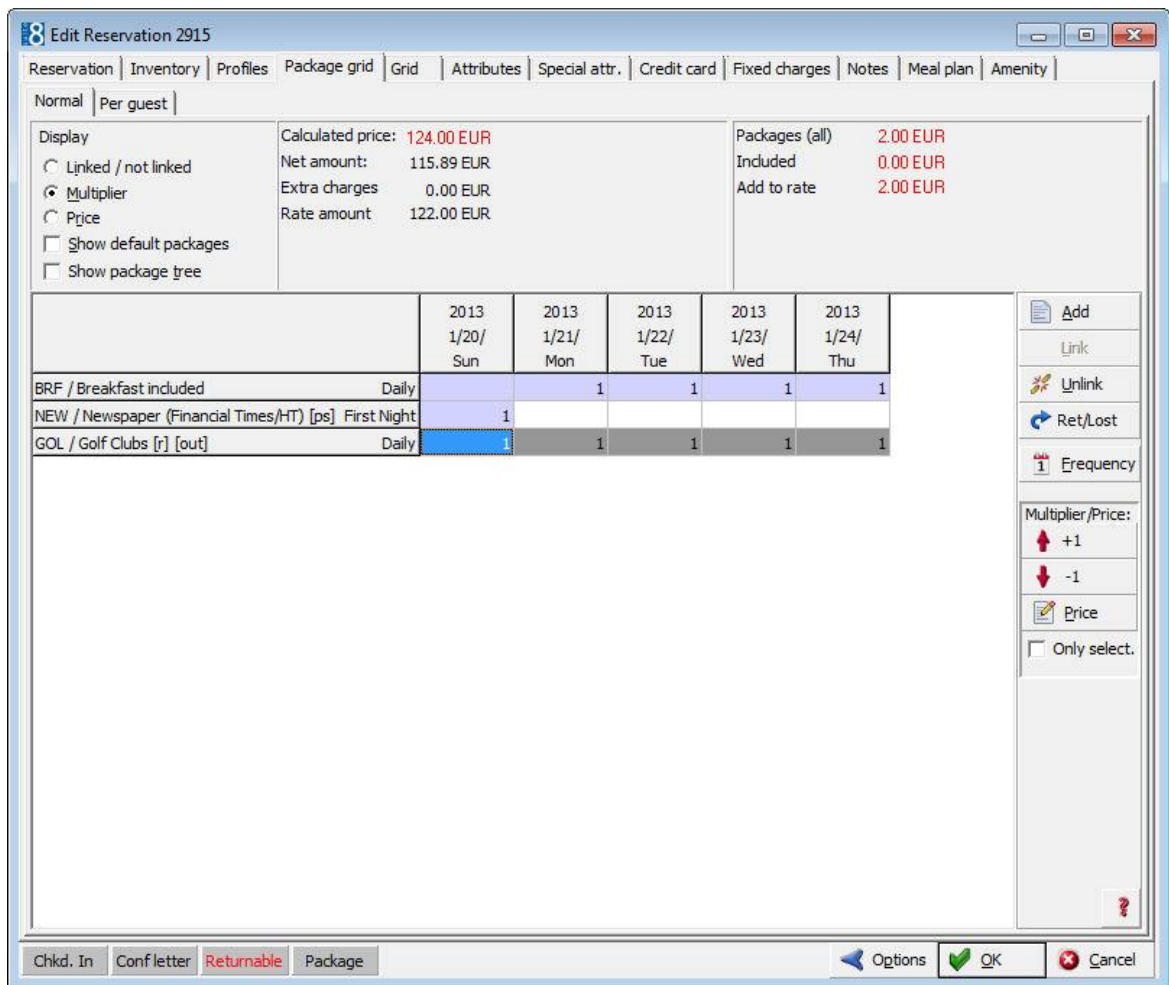 8 Edit Reservation 2915
Reservation Inventory Profiles Package grid Grid Attributes Special attr. Credit card Fixed charges Notes Meal plan Amenity
Normal Per guest
Display
Linked / not linked
Multiplier
Price
Show default packages
Show package tree
Calculated price: 124.00 EUR
Net amount: 115.89 EUR
Extra charges 0.00 EUR
Rate amount 122.00 EUR
Packages (all) 2.00 EUR
Included 0.00 EUR
Add to rate 2.00 EUR
2013 2013 2013 2013 2013
1/20/ 1/21/ 1/22/ 1/23/ 1/24/
Sun Mon Tue Wed Thu
BRF / Breakfast included Daily 1 1 1 1
NEW / Newspaper (Financial Times/HT) [ps] First Night 1
GOL / Golf Clubs [r] [out] Daily 1 1 1 1 1
Add
Link
Unlink
Ret/Lost
1 Frequency
Multiplier/Price:
+1
-1
Price
Only select.
?
Chkd. In Conf letter Returnable Package Options OK Cancel